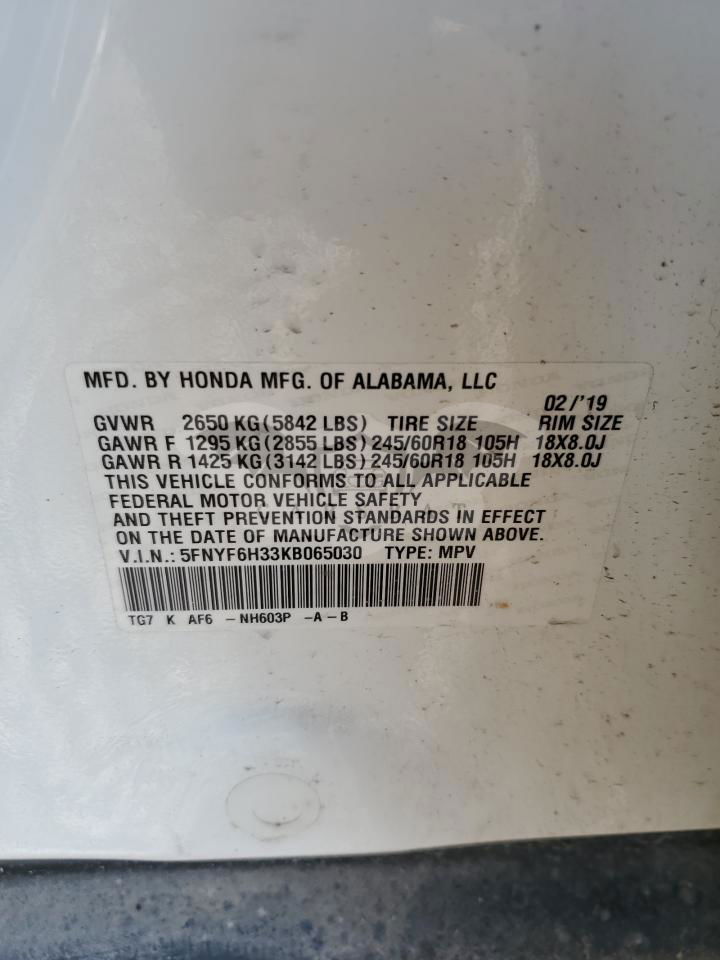 MFD. BY HONDA MFG. OF ALABAMA, LLC
02/'19
GVWR 2650 KG(5842 LBS) TIRE SIZE RIM SIZE
GAWR F 1295 KG(2855 LBS) 245/60R18 105H 18X8.0J
GAWR R 1425 KG(3142 LBS) 245/60R18 105H 18X8.0J
THIS VEHICLE CONFORMS TO ALL APPLICABLE
FEDERAL MOTOR VEHICLE SAFETY
AND THEFT PREVENTION STANDARDS IN EFFECT
ON THE DATE OF MANUFACTURE SHOWN ABOVE.
V.I.N.: 5FNYF6H33KB065030 TYPE: MPV
TG7 K AF6 -NH603P -A-B